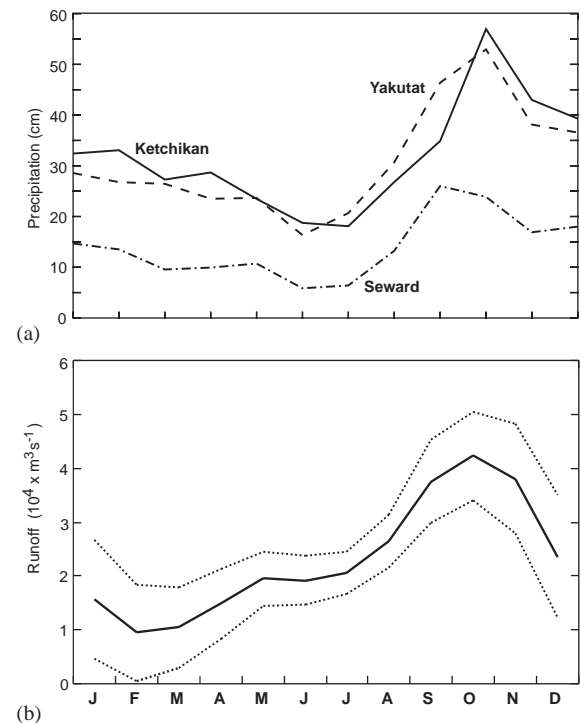 60
50
40
30
20
10
0
Precipitation (cm)
Yakutat
Ketchikan
Seward
(a)
6
5
4
3
2
1
0
Runoff (10⁴ x m³s⁻¹)
J F M A M J J A S O N D
(b)